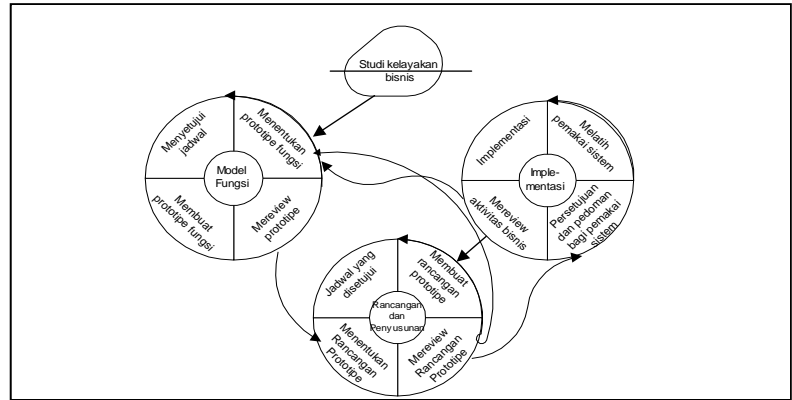 Studi kelayakan
bisnis
Menyetujui
jadwal
Menentukan
prototipe fungsi
Model
Fungsi
Membuat
prototipe fungsi
Mereview
prototipe
Implementasi
Melatih
pemakai sistem
Imple-
mentasi
Mereview
aktivitas bisnis
Persetujuan
dan pedoman
bagi pemakai
sistem
Jadwal yang
disetujui
Membuat
rancangan
prototipe
Rancangan
dan
Penyusunan
Menentukan
Rancangan
Prototipe
Mereview
Rancangan
Prototipe